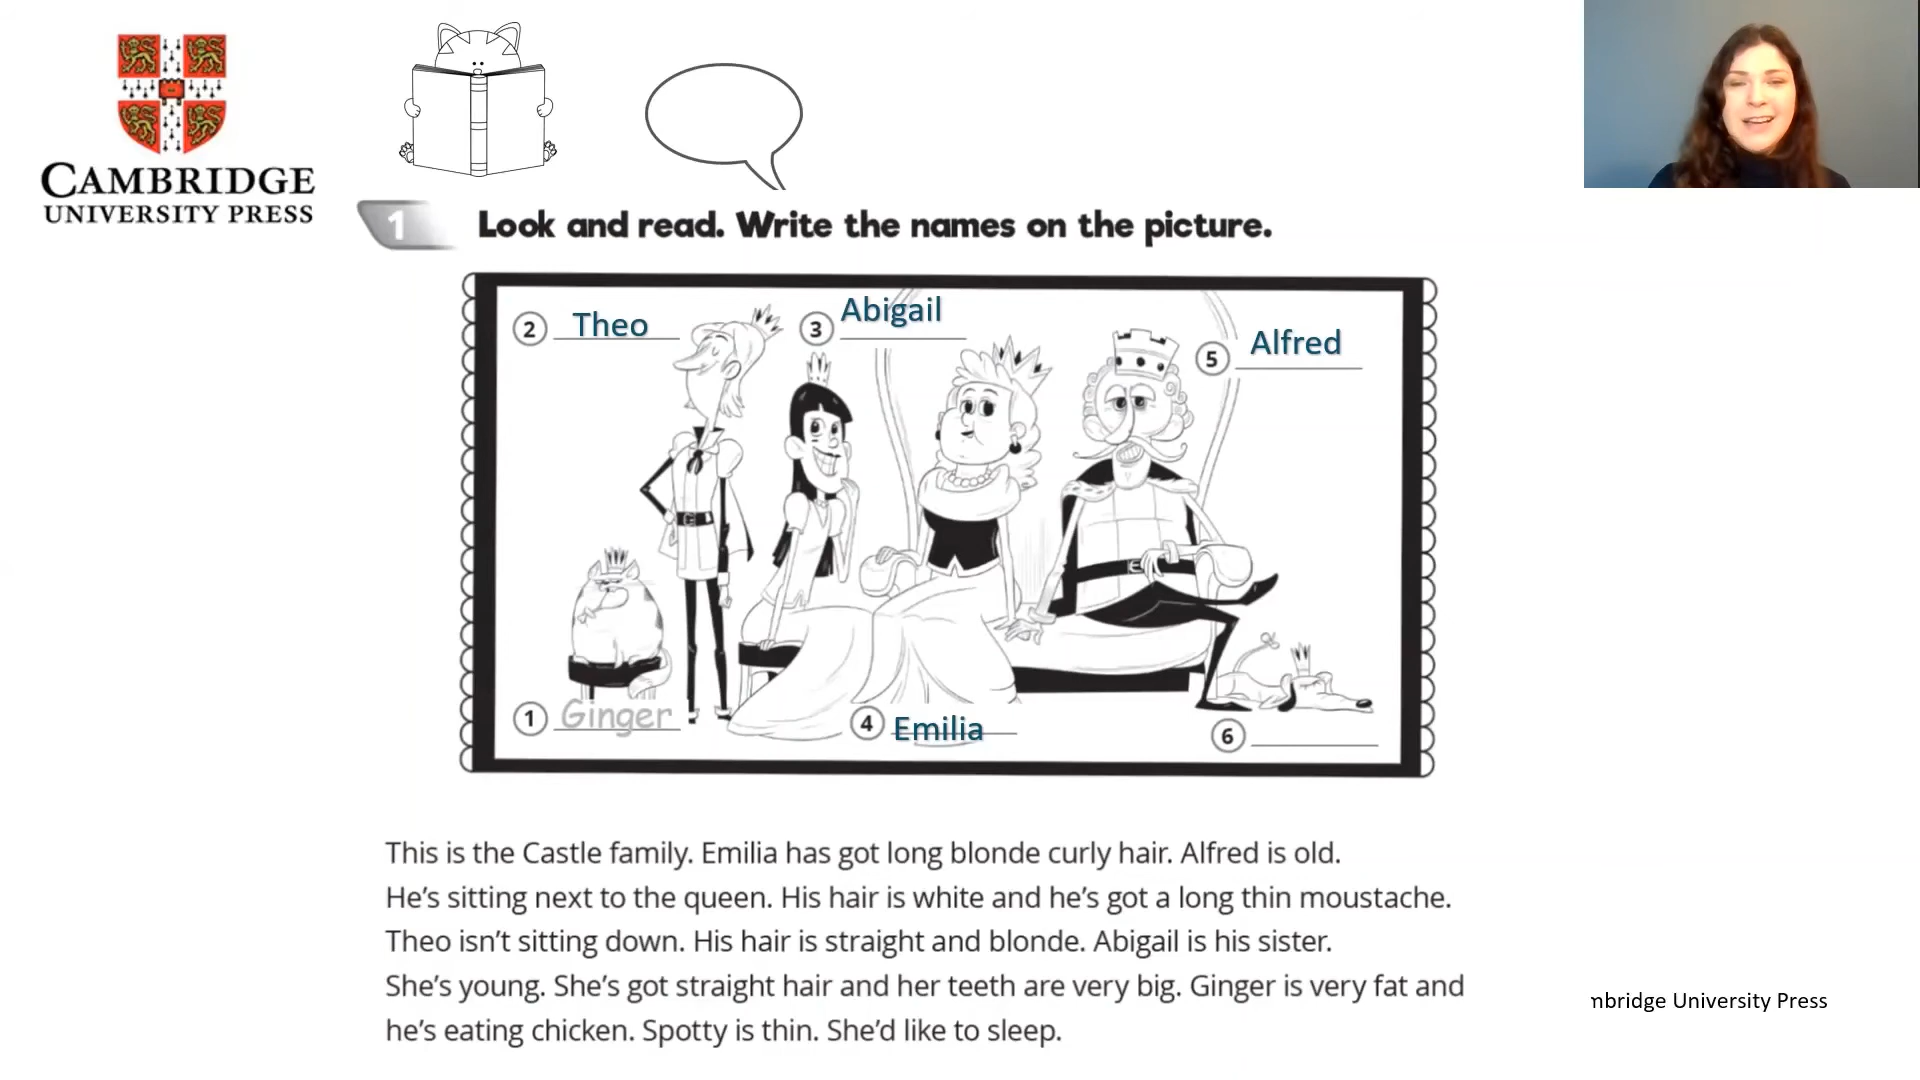 CAMBRIDGE
UNIVERSITY PRESS
1 Look and read. Write the names on the picture.
2 Theo
3 Abigail
5 Alfred
1 Ginger
4 Emilia
6
This is the Castle family. Emilia has got long blonde curly hair. Alfred is old.
He's sitting next to the queen. His hair is white and he's got a long thin moustache.
Theo isn't sitting down. His hair is straight and blonde. Abigail is his sister.
She's young. She's got straight hair and her teeth are very big. Ginger is very fat and
he's eating chicken. Spotty is thin. She'd like to sleep.
mbridge University Press